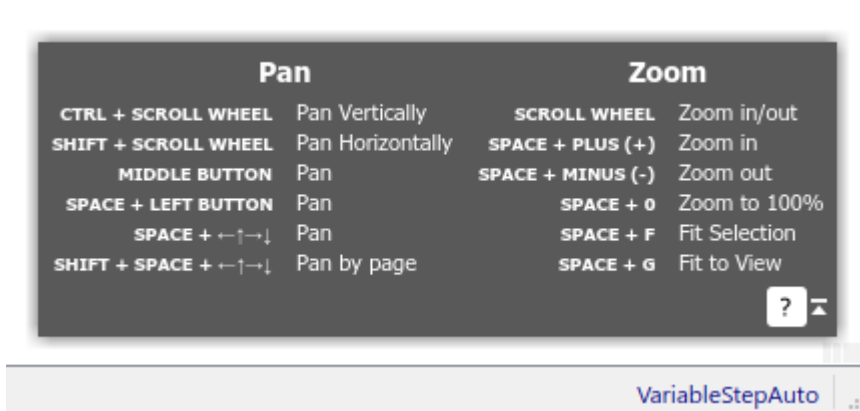 Pan Zoom
CTRL + SCROLL WHEEL Pan Vertically SCROLL WHEEL Zoom in/out
SHIFT + SCROLL WHEEL Pan Horizontally SPACE + PLUS (+) Zoom in
MIDDLE BUTTON Pan SPACE + MINUS (-) Zoom out
SPACE + LEFT BUTTON Pan SPACE + 0 Zoom to 100%
SPACE + ←↑→↓ Pan SPACE + F Fit Selection
SHIFT + SPACE + ←↑→↓ Pan by page SPACE + G Fit to View
?
VariableStepAuto